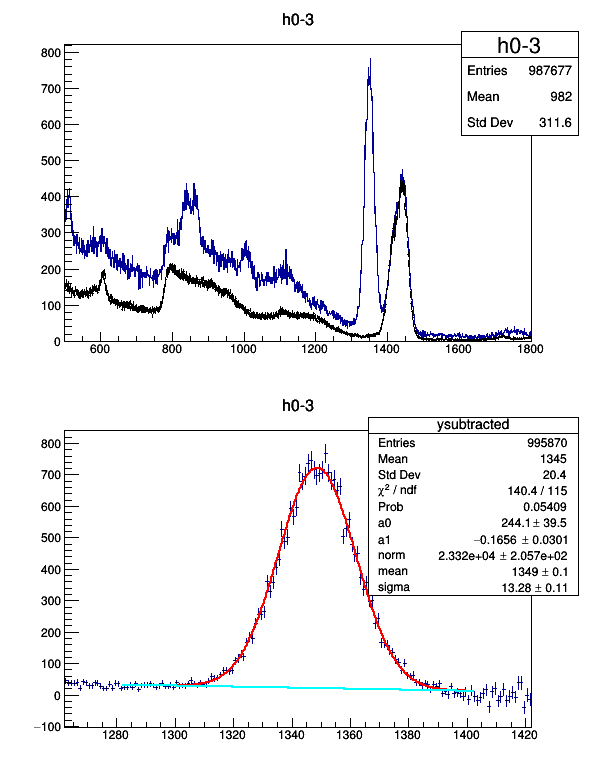 h0-3
h0-3
Entries 987677
Mean 982
Std Dev 311.6
800
700
600
500
400
300
200
100
0
600 800 1000 1200 1400 1600 1800
h0-3
ysubtracted
Entries 995870
Mean 1345
Std Dev 20.4
χ² / ndf 140.4 / 115
Prob 0.05409
a0 244.1 ± 39.5
a1 −0.1656 ± 0.0301
norm 2.332e+04 ± 2.057e+02
mean 1349 ± 0.1
sigma 13.28 ± 0.11
800
700
600
500
400
300
200
100
0
−100
1280 1300 1320 1340 1360 1380 1400 1420